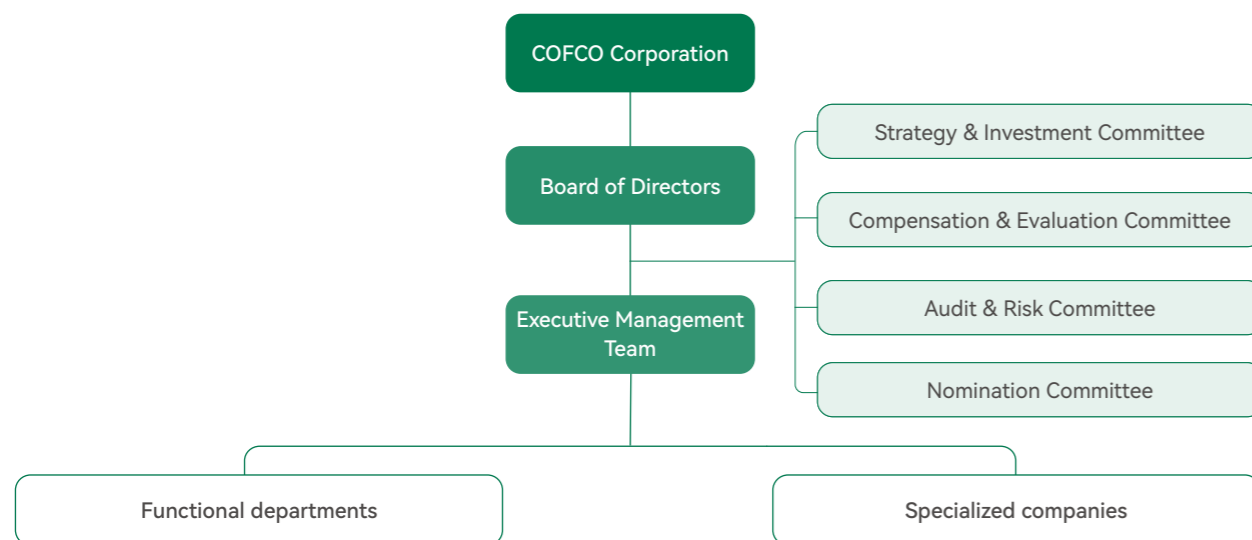 COFCO Corporation
Strategy & Investment Committee
Board of Directors
Compensation & Evaluation Committee
Executive Management
Team
Audit & Risk Committee
Nomination Committee
Functional departments
Specialized companies